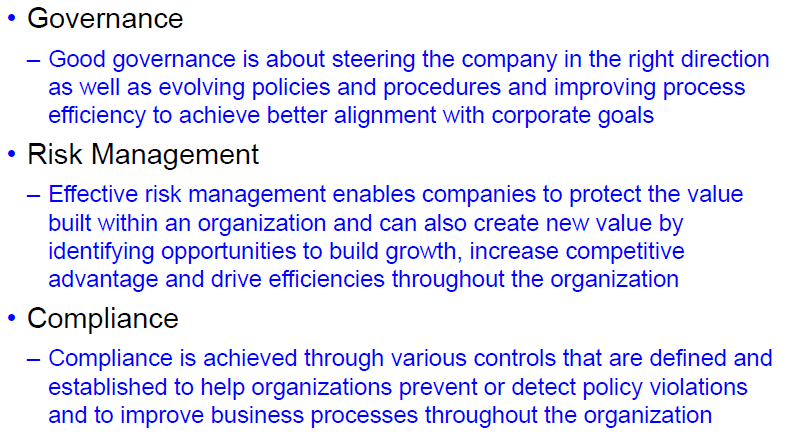 • Governance
– Good governance is about steering the company in the right direction
as well as evolving policies and procedures and improving process
efficiency to achieve better alignment with corporate goals
• Risk Management
– Effective risk management enables companies to protect the value
built within an organization and can also create new value by
identifying opportunities to build growth, increase competitive
advantage and drive efficiencies throughout the organization
• Compliance
– Compliance is achieved through various controls that are defined and
established to help organizations prevent or detect policy violations
and to improve business processes throughout the organization